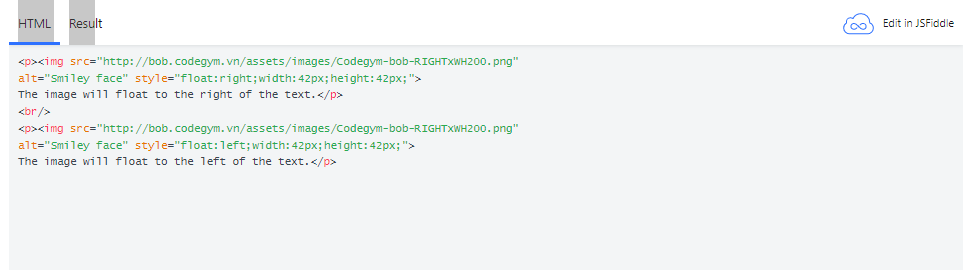 HTML Result Edit in JSFiddle
<p><img src="http://bob.codegym.vn/assets/images/Codegym-bob-RIGHTxWH200.png"
alt="Smiley face" style="float:right;width:42px;height:42px;">
The image will float to the right of the text.</p>
<br/>
<p><img src="http://bob.codegym.vn/assets/images/Codegym-bob-RIGHTxWH200.png"
alt="Smiley face" style="float:left;width:42px;height:42px;">
The image will float to the left of the text.</p>